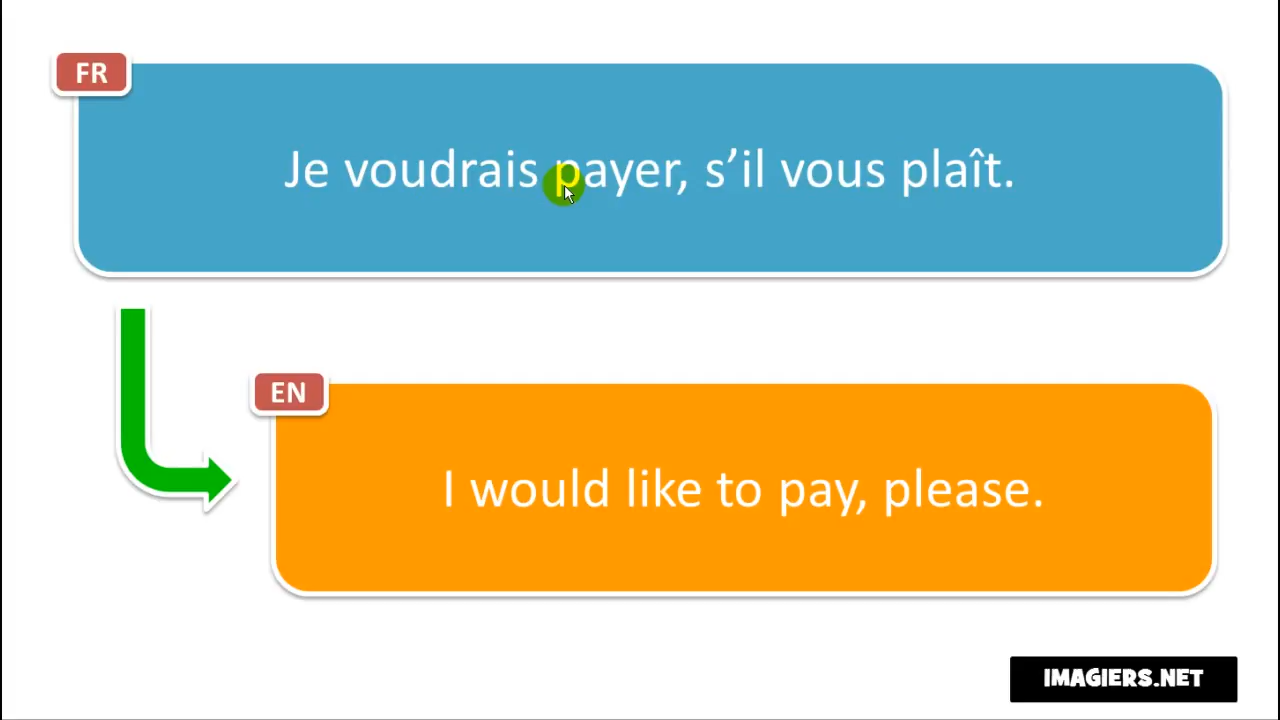 FR
Je voudrais payer, s’il vous plaît.
EN
I would like to pay, please.
IMAGIERS.NET